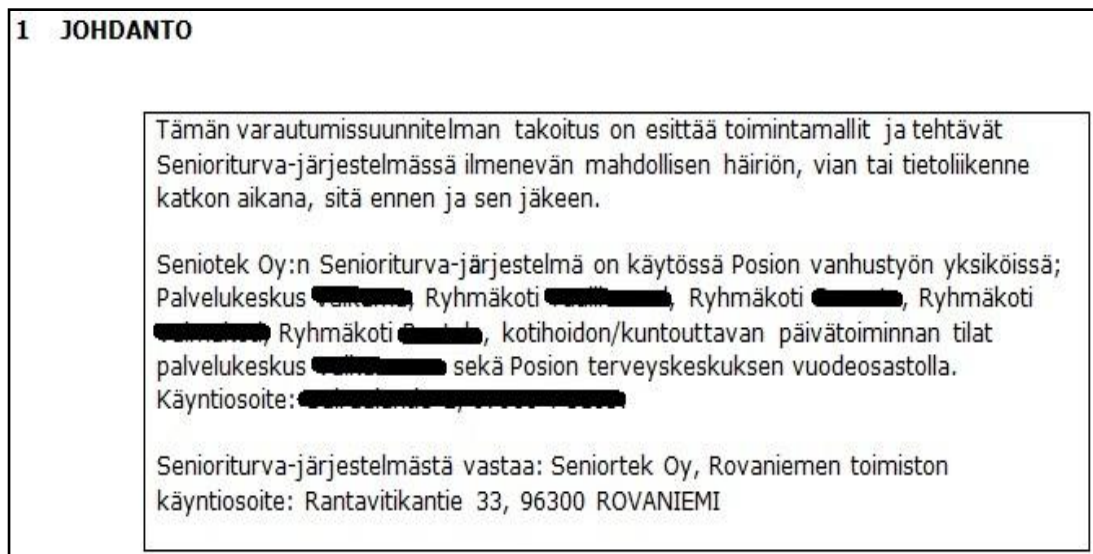 1 JOHDANTO
Tämän varautumissuunnitelman takoitus on esittää toimintamallit ja tehtävät
Senioriturva-järjestelmässä ilmenevän mahdollisen häiriön, vian tai tietoliikenne
katkon aikana, sitä ennen ja sen jäkeen.
Seniotek Oy:n Senioriturva-järjestelmä on käytössä Posion vanhustyön yksiköissä;
Palvelukeskus , Ryhmäkoti , Ryhmäkoti , Ryhmäkoti
Ryhmäkoti , kotihoidon/kuntouttavan päivätoiminnan tilat
palvelukeskus sekä Posion terveyskeskuksen vuodeosastolla.
Käyntiosoite:
Senioriturva-järjestelmästä vastaa: Seniortek Oy, Rovaniemen toimiston
käyntiosoite: Rantavitikantie 33, 96300 ROVANIEMI